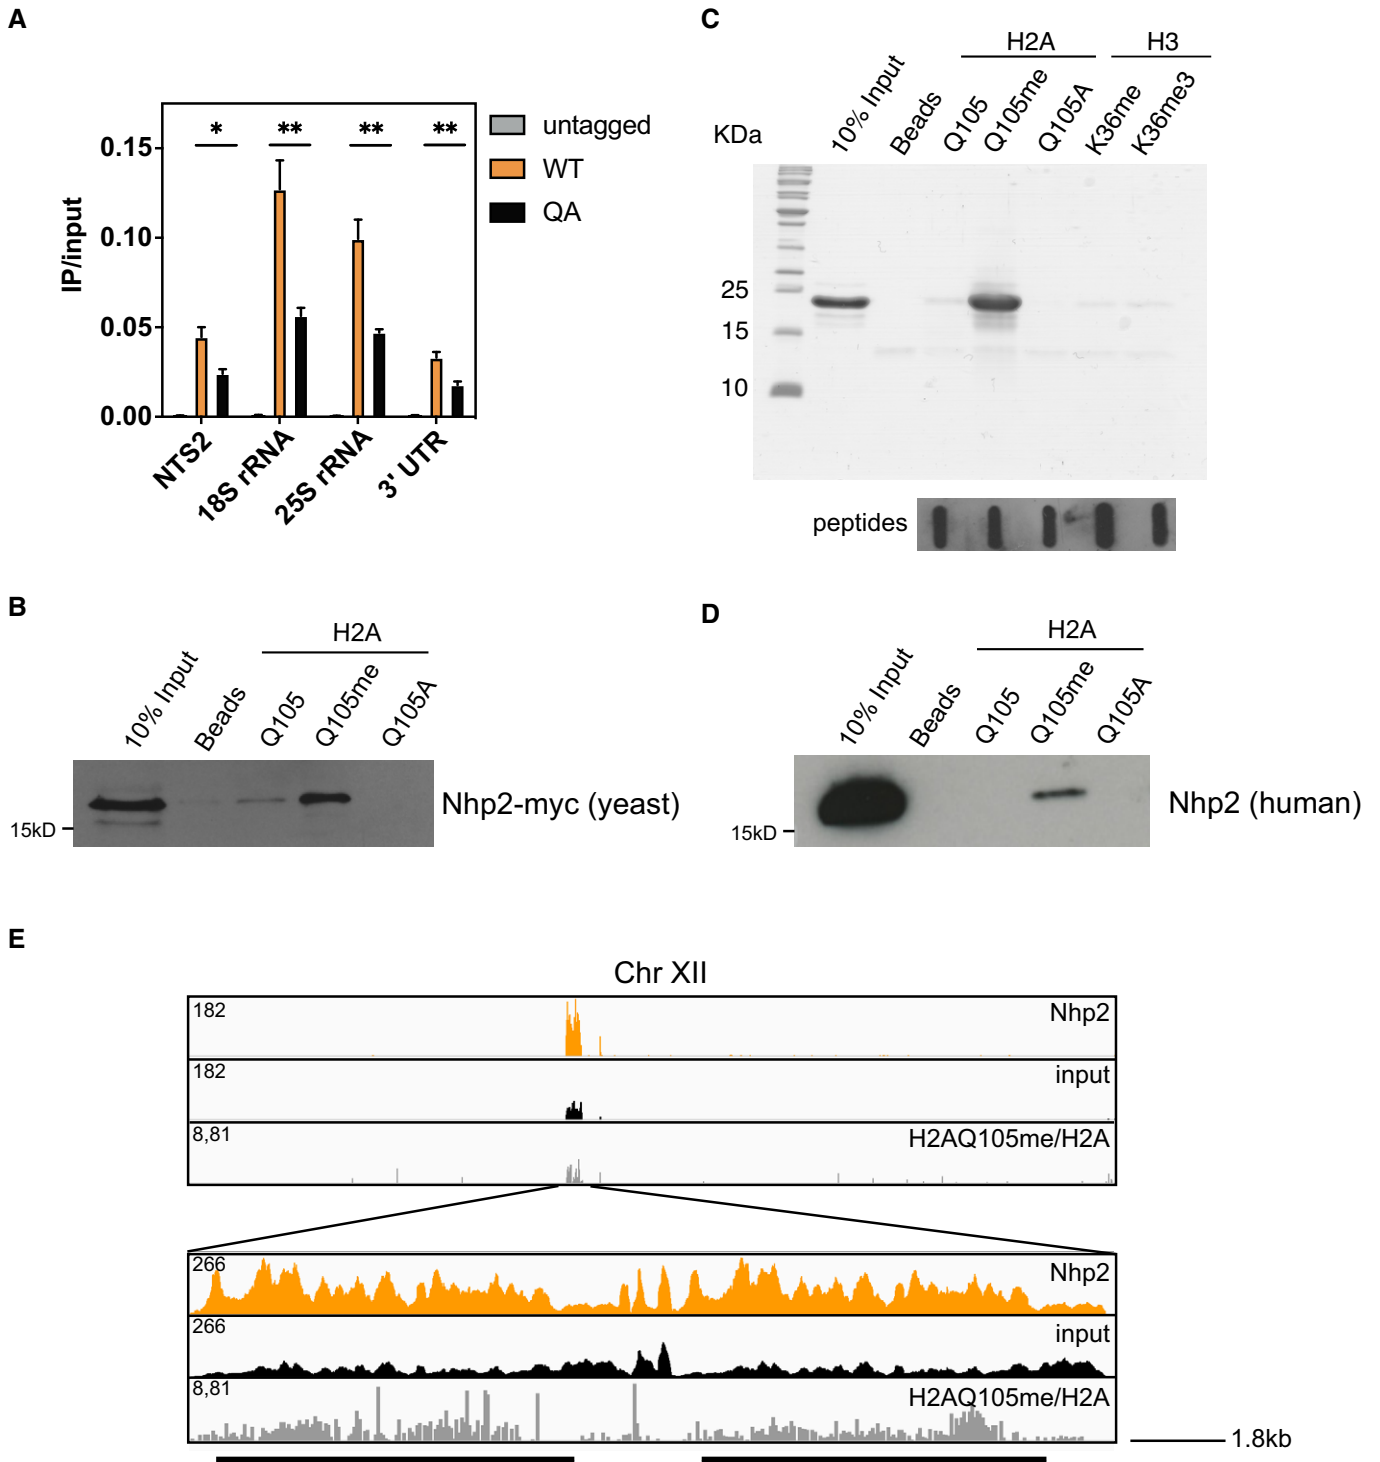 A
* ** ** **
0.15
0.10
0.05
0.00
IP/input
NTS2
18S rRNA
25S rRNA
3' UTR
untagged
WT
QA
B
H2A
10% Input
Beads
Q105
Q105me
Q105A
15kD
Nhp2-myc (yeast)
C
H2A
H3
KDa
10% Input
Beads
Q105
Q105me
Q105A
K36me
K36me3
25
15
10
peptides
D
H2A
10% Input
Beads
Q105
Q105me
Q105A
15kD
Nhp2 (human)
E
Chr XII
182 Nhp2
182 input
8,81 H2AQ105me/H2A
266 Nhp2
266 input
8,81 H2AQ105me/H2A
1.8kb